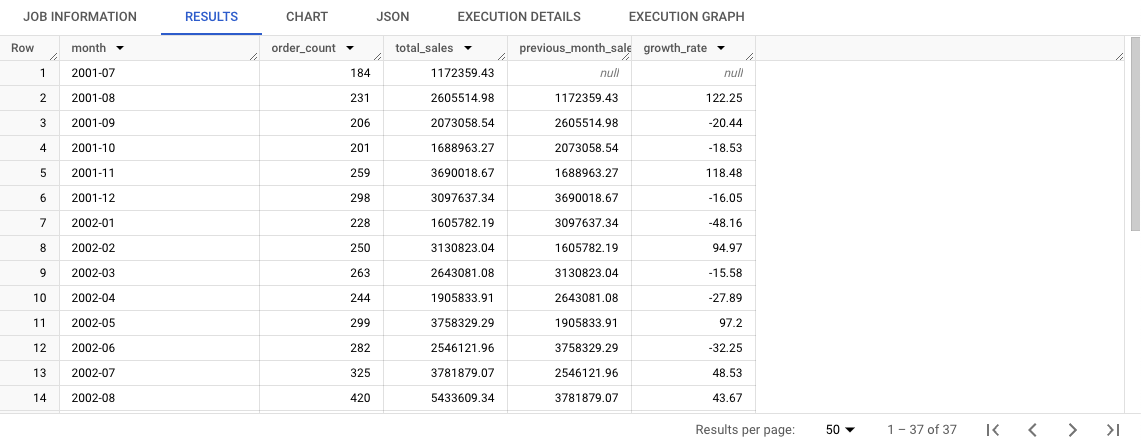 JOB INFORMATION RESULTS CHART JSON EXECUTION DETAILS EXECUTION GRAPH
Row month order_count total_sales previous_month_sale growth_rate
1 2001-07 184 1172359.43 null null
2 2001-08 231 2605514.98 1172359.43 122.25
3 2001-09 206 2073058.54 2605514.98 -20.44
4 2001-10 201 1688963.27 2073058.54 -18.53
5 2001-11 259 3690018.67 1688963.27 118.48
6 2001-12 298 3097637.34 3690018.67 -16.05
7 2002-01 228 1605782.19 3097637.34 -48.16
8 2002-02 250 3130823.04 1605782.19 94.97
9 2002-03 263 2643081.08 3130823.04 -15.58
10 2002-04 244 1905833.91 2643081.08 -27.89
11 2002-05 299 3758329.29 1905833.91 97.2
12 2002-06 282 2546121.96 3758329.29 -32.25
13 2002-07 325 3781879.07 2546121.96 48.53
14 2002-08 420 5433609.34 3781879.07 43.67
Results per page: 50 1 – 37 of 37